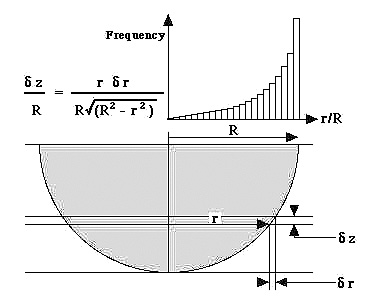 Frequency
δz / R = r δr / R√(R² - r²)
r/R
R
r
δz
δr